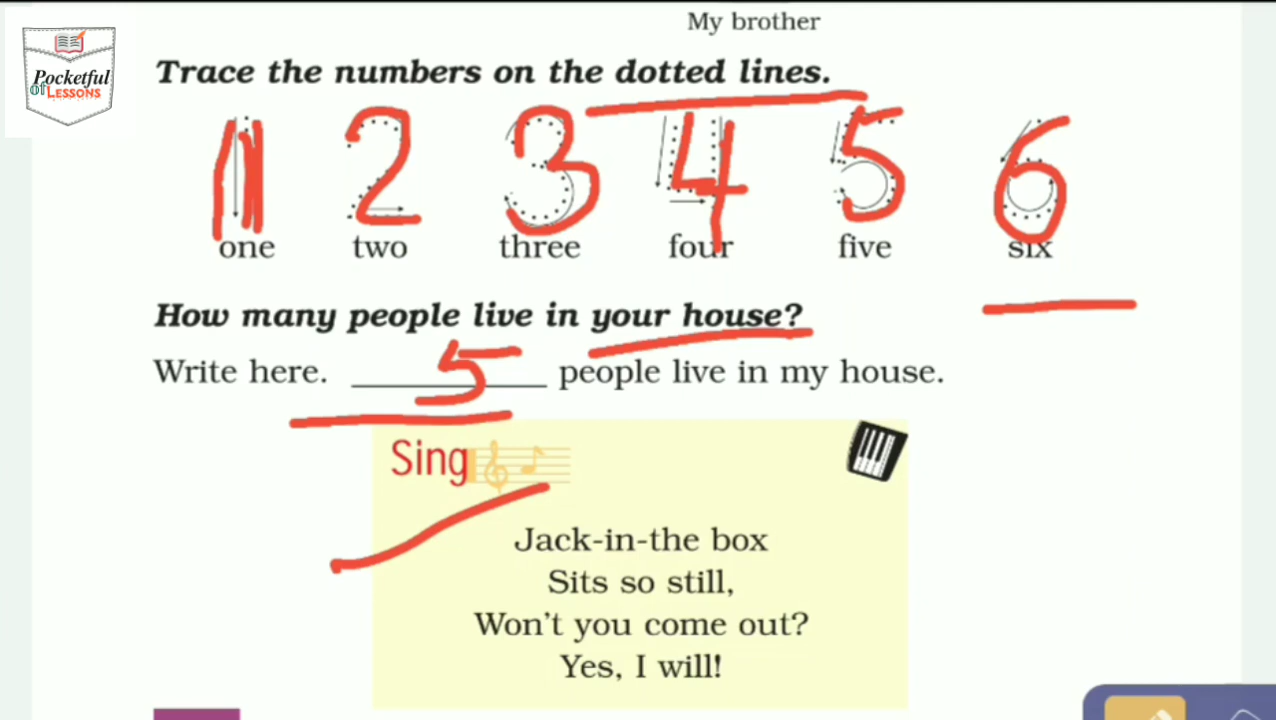 My brother
Pocketful
OF LESSONS
Trace the numbers on the dotted lines.
1 2 3 4 5 6
one two three four five six
How many people live in your house?
Write here. 5 people live in my house.
Sing
Jack-in-the box
Sits so still,
Won't you come out?
Yes, I will!